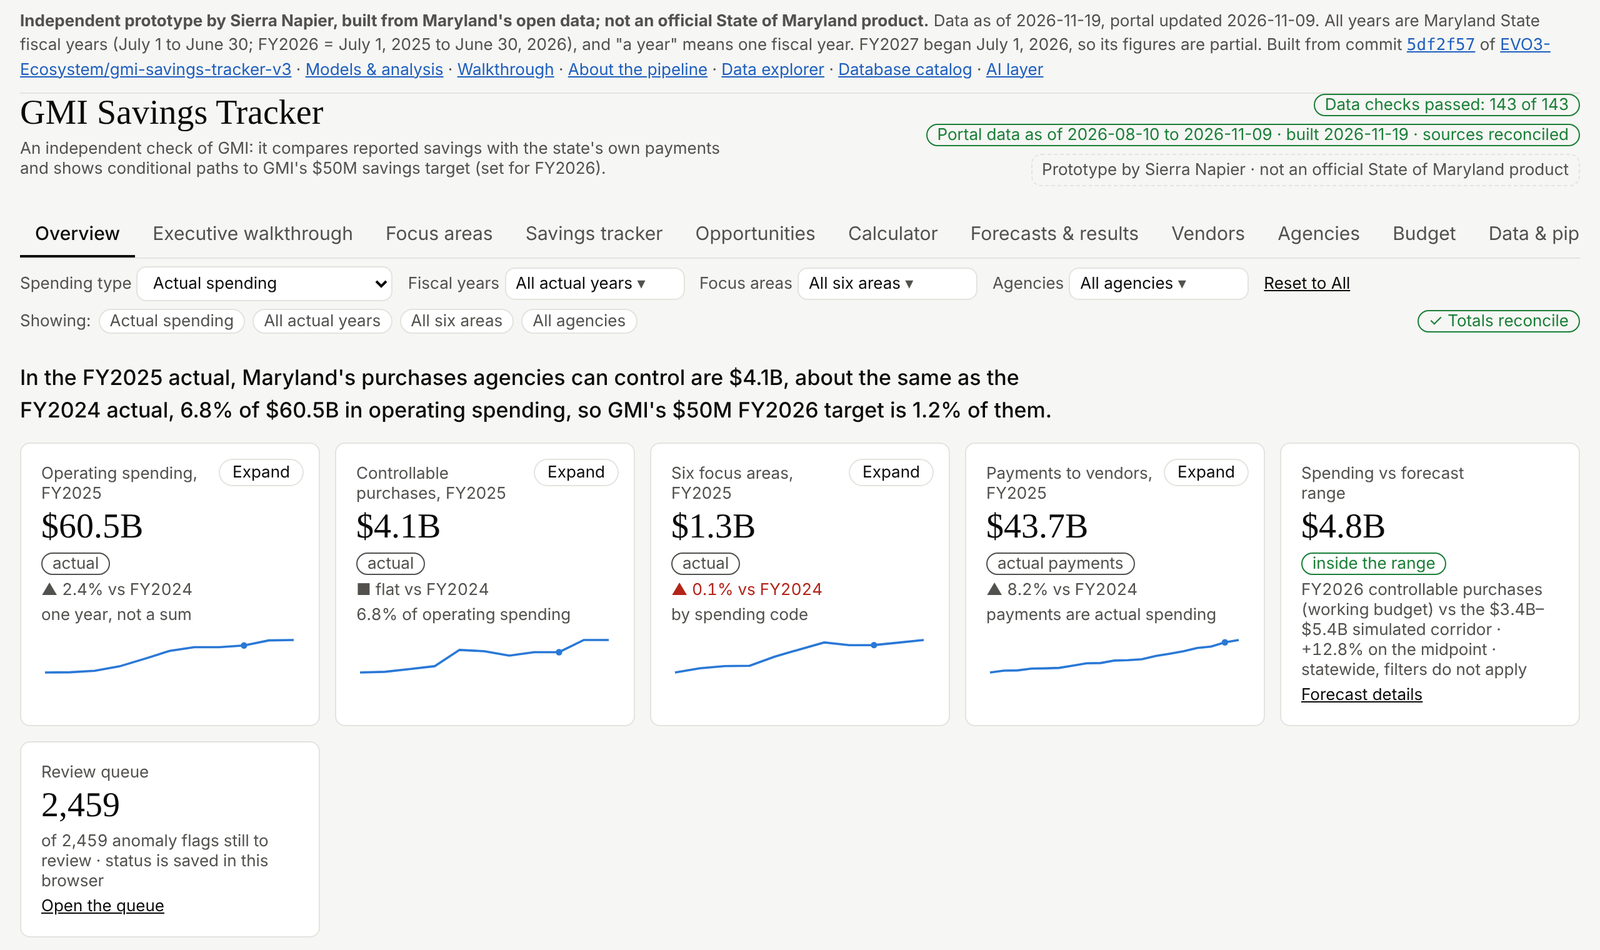 Independent prototype by Sierra Napier, built from Maryland's open data; not an official State of Maryland product. Data as of 2026-11-19, portal updated 2026-11-09. All years are Maryland State
fiscal years (July 1 to June 30; FY2026 = July 1, 2025 to June 30, 2026), and "a year" means one fiscal year. FY2027 began July 1, 2026, so its figures are partial. Built from commit 5df2f57 of EVO3-
Ecosystem/gmi-savings-tracker-v3 · Models & analysis · Walkthrough · About the pipeline · Data explorer · Database catalog · AI layer
GMI Savings Tracker
An independent check of GMI: it compares reported savings with the state's own payments
and shows conditional paths to GMI's $50M savings target (set for FY2026).
Data checks passed: 143 of 143
Portal data as of 2026-08-10 to 2026-11-09 · built 2026-11-19 · sources reconciled
Prototype by Sierra Napier · not an official State of Maryland product
Overview Executive walkthrough Focus areas Savings tracker Opportunities Calculator Forecasts & results Vendors Agencies Budget Data & pip
Spending type Actual spending Fiscal years All actual years ▾ Focus areas All six areas ▾ Agencies All agencies ▾ Reset to All
Showing: Actual spending All actual years All six areas All agencies ✓ Totals reconcile
In the FY2025 actual, Maryland's purchases agencies can control are $4.1B, about the same as the
FY2024 actual, 6.8% of $60.5B in operating spending, so GMI's $50M FY2026 target is 1.2% of them.
Operating spending,
FY2025
Expand
$60.5B
actual
▲ 2.4% vs FY2024
one year, not a sum
Controllable
purchases, FY2025
Expand
$4.1B
actual
■ flat vs FY2024
6.8% of operating spending
Six focus areas,
FY2025
Expand
$1.3B
actual
▲ 0.1% vs FY2024
by spending code
Payments to vendors,
FY2025
Expand
$43.7B
actual payments
▲ 8.2% vs FY2024
payments are actual spending
Spending vs forecast
range
$4.8B
inside the range
FY2026 controllable purchases
(working budget) vs the $3.4B–
$5.4B simulated corridor ·
+12.8% on the midpoint ·
statewide, filters do not apply
Forecast details
Review queue
2,459
of 2,459 anomaly flags still to
review · status is saved in this
browser
Open the queue